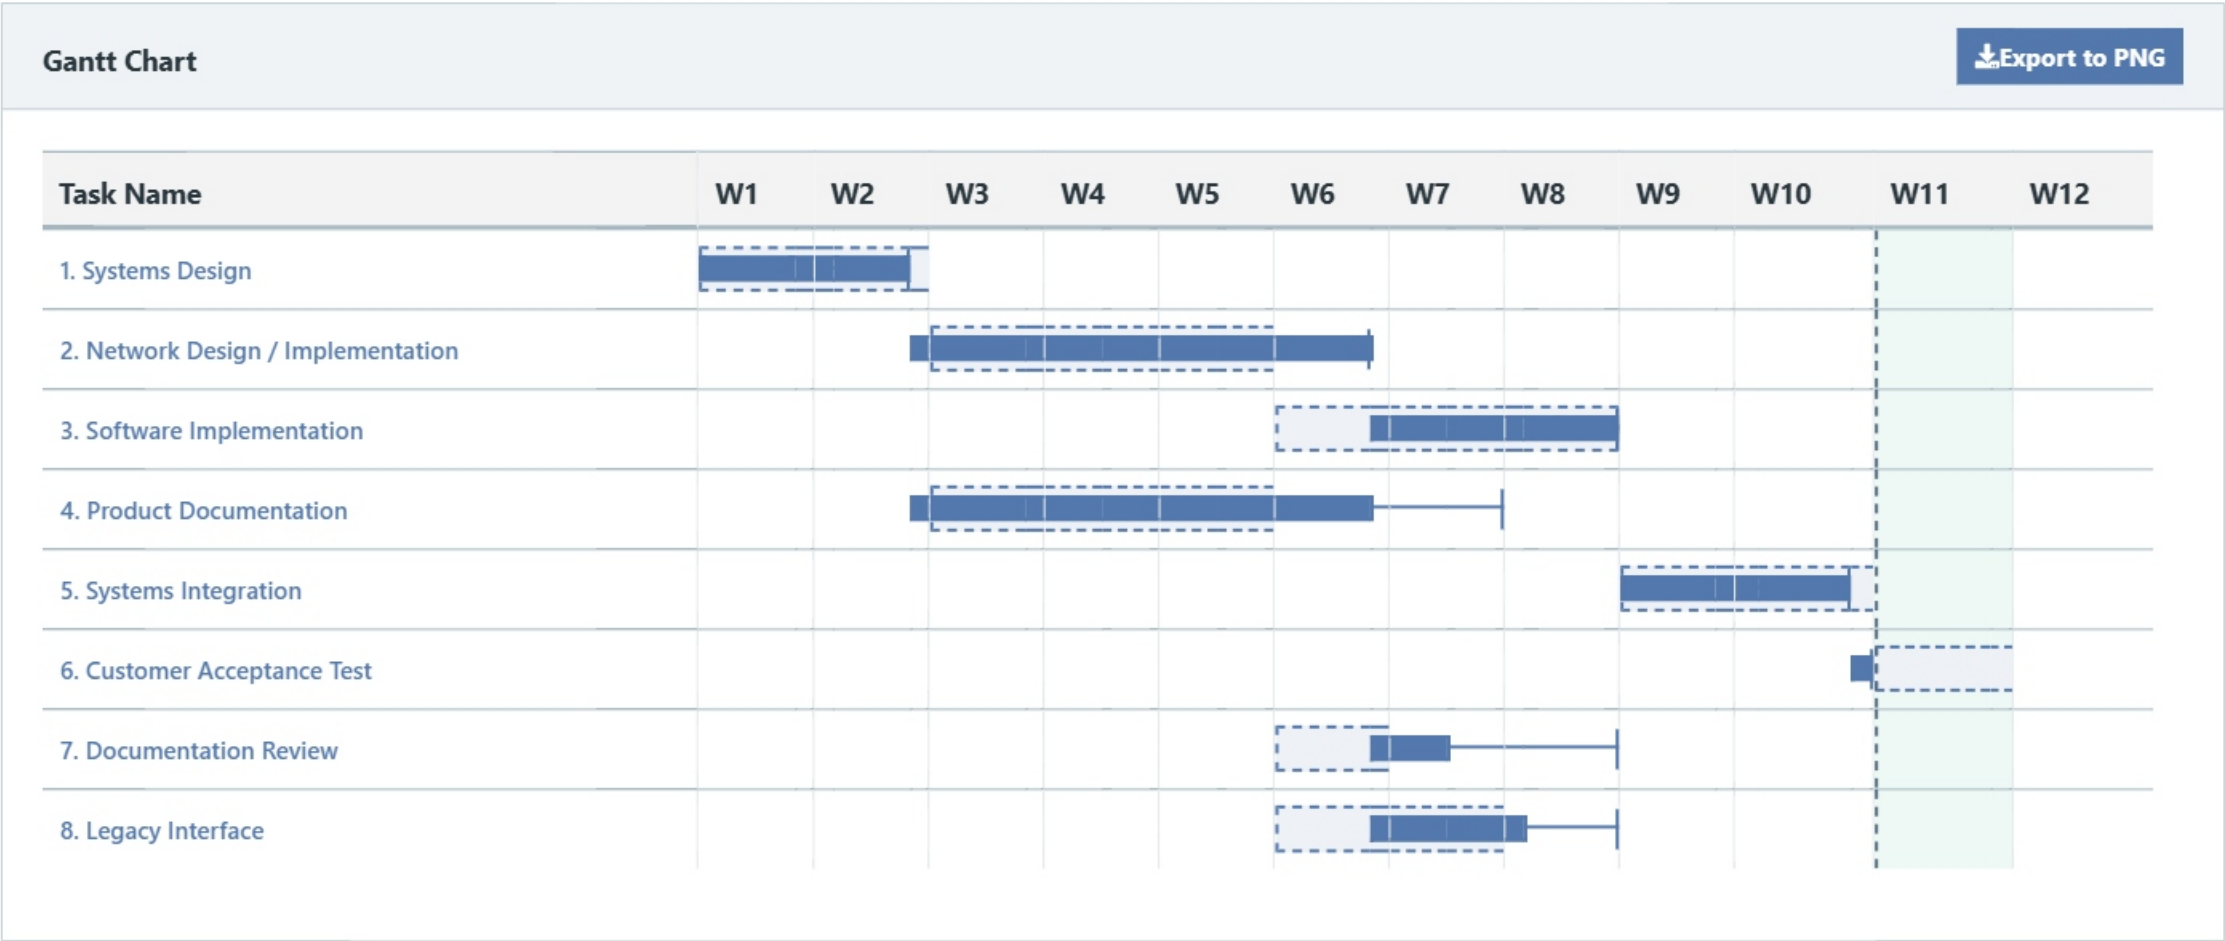 Gantt Chart
Export to PNG
Task Name W1 W2 W3 W4 W5 W6 W7 W8 W9 W10 W11 W12
1. Systems Design
2. Network Design / Implementation
3. Software Implementation
4. Product Documentation
5. Systems Integration
6. Customer Acceptance Test
7. Documentation Review
8. Legacy Interface